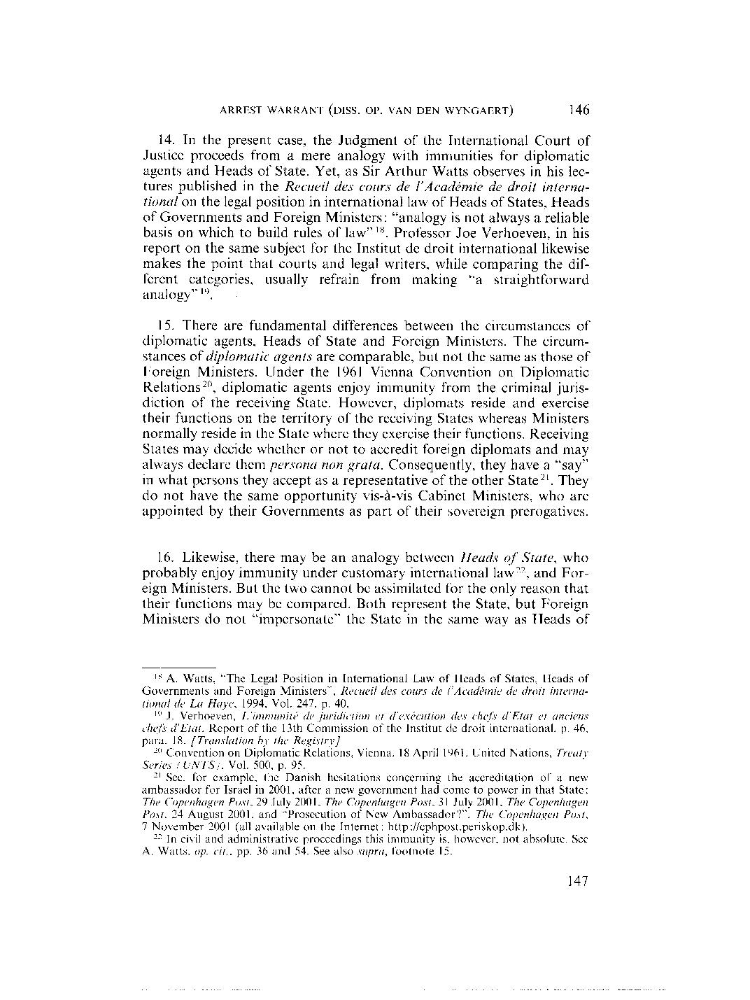 ARREST WARRANT (DISS. OP. VAN DEN WYNGAERT) 146
14. In the present case, the Judgment of the International Court of
Justice proceeds from a mere analogy with immunities for diplomatic
agents and Heads of State. Yet, as Sir Arthur Watts observes in his lec-
tures published in the Recueil des cours de l'Académie de droit interna-
tional on the legal position in international law of Heads of States, Heads
of Governments and Foreign Ministers: "analogy is not always a reliable
basis on which to build rules of law" 18. Professor Joe Verhoeven, in his
report on the same subject for the Institut de droit international likewise
makes the point that courts and legal writers, while comparing the dif-
ferent categories, usually refrain from making "a straightforward
analogy" 19.
15. There are fundamental differences between the circumstances of
diplomatic agents, Heads of State and Foreign Ministers. The circum-
stances of diplomatic agents are comparable, but not the same as those of
Foreign Ministers. Under the 1961 Vienna Convention on Diplomatic
Relations 20, diplomatic agents enjoy immunity from the criminal juris-
diction of the receiving State. However, diplomats reside and exercise
their functions on the territory of the receiving States whereas Ministers
normally reside in the State where they exercise their functions. Receiving
States may decide whether or not to accredit foreign diplomats and may
always declare them persona non grata. Consequently, they have a "say"
in what persons they accept as a representative of the other State 21. They
do not have the same opportunity vis-à-vis Cabinet Ministers, who are
appointed by their Governments as part of their sovereign prerogatives.
16. Likewise, there may be an analogy between Heads of State, who
probably enjoy immunity under customary international law 22, and For-
eign Ministers. But the two cannot be assimilated for the only reason that
their functions may be compared. Both represent the State, but Foreign
Ministers do not "impersonate" the State in the same way as Heads of
18 A. Watts, "The Legal Position in International Law of Heads of States, Heads of
Governments and Foreign Ministers", Recueil des cours de l'Académie de droit interna-
tional de La Haye, 1994, Vol. 247, p. 40.
19 J. Verhoeven, L'immunité de juridiction et d'exécution des chefs d'Etat et anciens
chefs d'Etat, Report of the 13th Commission of the Institut de droit international, p. 46,
para. 18. [Translation by the Registry]
20 Convention on Diplomatic Relations, Vienna, 18 April 1961, United Nations, Treaty
Series (UNTS), Vol. 500, p. 95.
21 See, for example, the Danish hesitations concerning the accreditation of a new
ambassador for Israel in 2001, after a new government had come to power in that State:
The Copenhagen Post, 29 July 2001, The Copenhagen Post, 31 July 2001, The Copenhagen
Post, 24 August 2001, and "Prosecution of New Ambassador?", The Copenhagen Post,
7 November 2001 (all available on the Internet: http://cphpost.periskop.dk).
22 In civil and administrative proceedings this immunity is, however, not absolute. See
A. Watts, op. cit., pp. 36 and 54. See also supra, footnote 15.
147